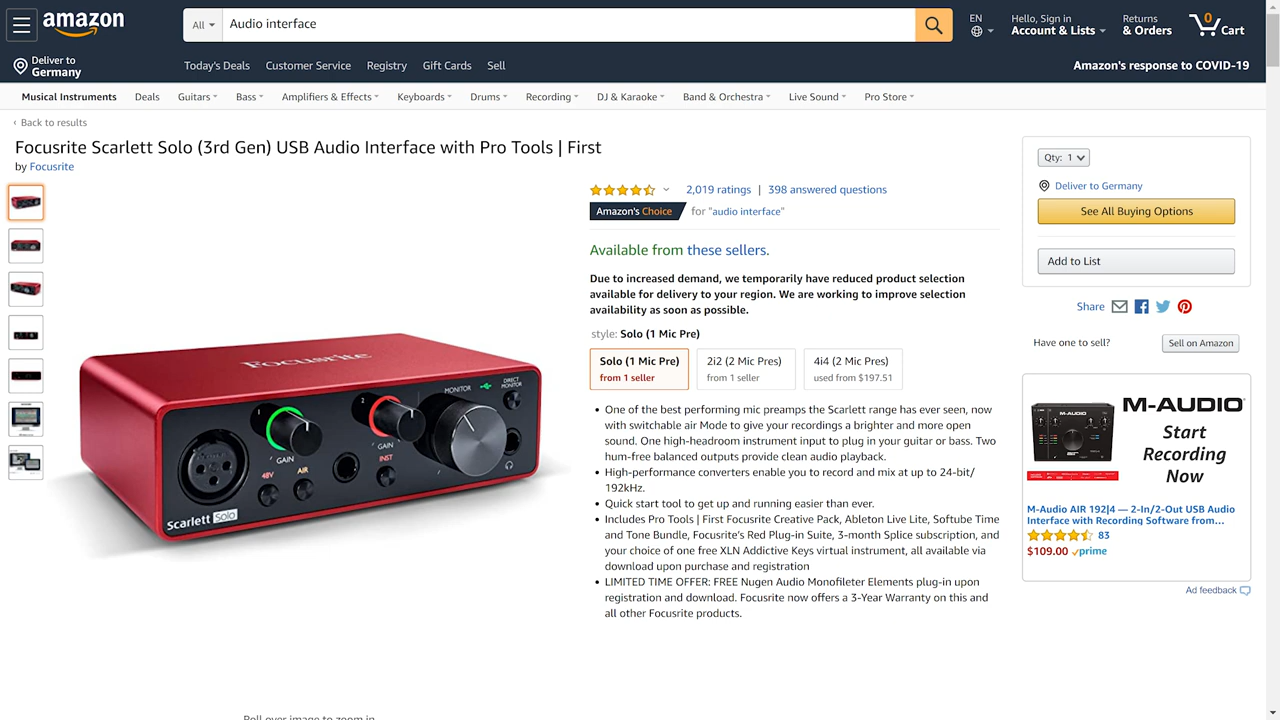 amazon
All
Audio interface
EN
Hello, Sign in
Account & Lists
Returns
& Orders
0
Cart
Deliver to
Germany
Today's Deals
Customer Service
Registry
Gift Cards
Sell
Amazon's response to COVID-19
Musical Instruments
Deals
Guitars
Bass
Amplifiers & Effects
Keyboards
Drums
Recording
DJ & Karaoke
Band & Orchestra
Live Sound
Pro Store
‹ Back to results
Focusrite Scarlett Solo (3rd Gen) USB Audio Interface with Pro Tools | First
by Focusrite
2,019 ratings | 398 answered questions
Amazon's Choice for "audio interface"
Available from these sellers.
Due to increased demand, we temporarily have reduced product selection
available for delivery to your region. We are working to improve selection
availability as soon as possible.
style: Solo (1 Mic Pre)
Solo (1 Mic Pre)
from 1 seller
2i2 (2 Mic Pres)
from 1 seller
4i4 (2 Mic Pres)
used from $197.51
• One of the best performing mic preamps the Scarlett range has ever seen, now
with switchable air Mode to give your recordings a brighter and more open
sound. One high-headroom instrument input to plug in your guitar or bass. Two
hum-free balanced outputs provide clean audio playback.
• High-performance converters enable you to record and mix at up to 24-bit/
192kHz.
• Quick start tool to get up and running easier than ever.
• Includes Pro Tools | First Focusrite Creative Pack, Ableton Live Lite, Softube Time
and Tone Bundle, Focusrite's Red Plug-in Suite, 3-month Splice subscription, and
your choice of one free XLN Addictive Keys virtual instrument, all available via
download upon purchase and registration
• LIMITED TIME OFFER: FREE Nugen Audio Monofileter Elements plug-in upon
registration and download. Focusrite now offers a 3-Year Warranty on this and
all other Focusrite products.
Focusrite
MONITOR
DIRECT
MONITOR
1
2
GAIN
GAIN
48V
AIR
INST
Scarlett Solo
Roll over image to zoom in
Qty: 1
Deliver to Germany
See All Buying Options
Add to List
Share
Have one to sell?
Sell on Amazon
M-AUDIO
Start
Recording
Now
M-Audio AIR 192|4 — 2-In/2-Out USB Audio
Interface with Recording Software from...
83
$109.00 prime
Ad feedback